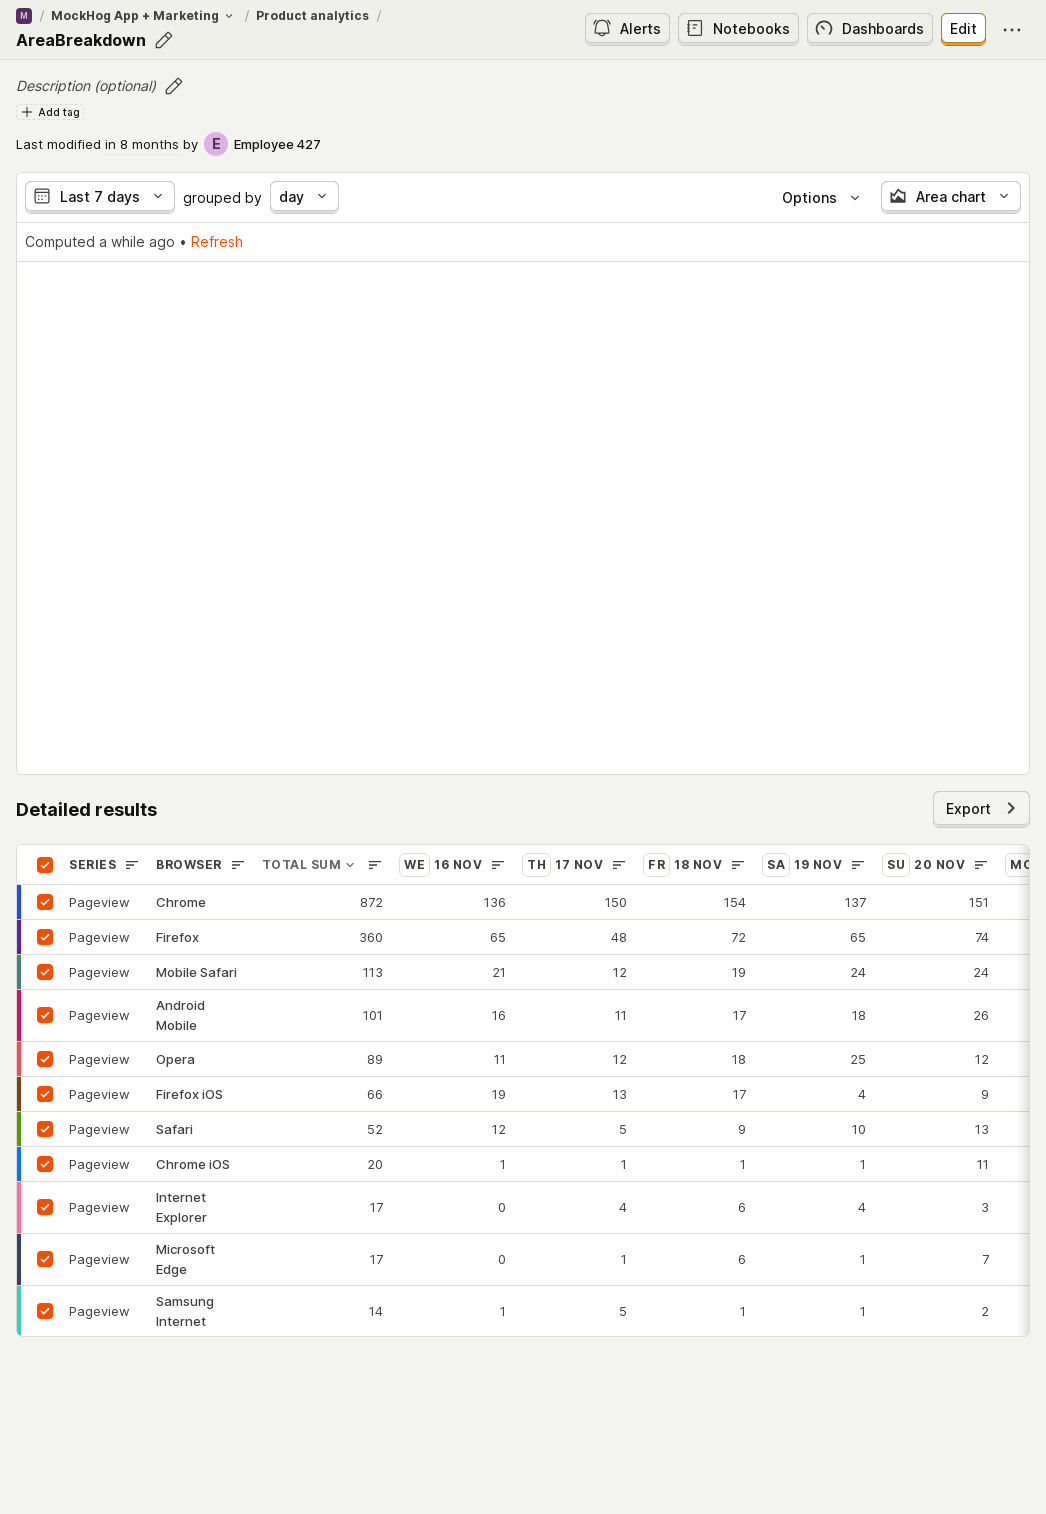 M / MockHog App + Marketing / Product analytics /
AreaBreakdown
Alerts
Notebooks
Dashboards
Edit
Description (optional)
Add tag
Last modified in 8 months by E Employee 427
Last 7 days grouped by day
Options
Area chart
Computed a while ago • Refresh
Detailed results
Export
SERIES BROWSER TOTAL SUM WE 16 NOV TH 17 NOV FR 18 NOV SA 19 NOV SU 20 NOV
Pageview Chrome 872 136 150 154 137 151
Pageview Firefox 360 65 48 72 65 74
Pageview Mobile Safari 113 21 12 19 24 24
Pageview Android Mobile 101 16 11 17 18 26
Pageview Opera 89 11 12 18 25 12
Pageview Firefox iOS 66 19 13 17 4 9
Pageview Safari 52 12 5 9 10 13
Pageview Chrome iOS 20 1 1 1 1 11
Pageview Internet Explorer 17 0 4 6 4 3
Pageview Microsoft Edge 17 0 1 6 1 7
Pageview Samsung Internet 14 1 5 1 1 2